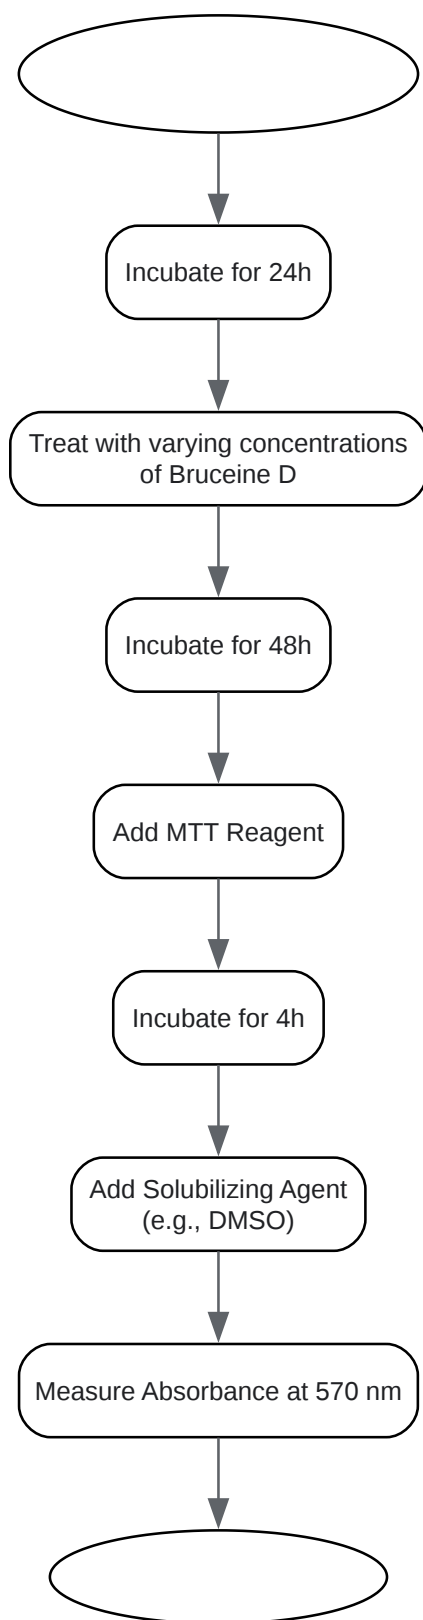 Incubate for 24h
Treat with varying concentrations
of Bruceine D
Incubate for 48h
Add MTT Reagent
Incubate for 4h
Add Solubilizing Agent
(e.g., DMSO)
Measure Absorbance at 570 nm